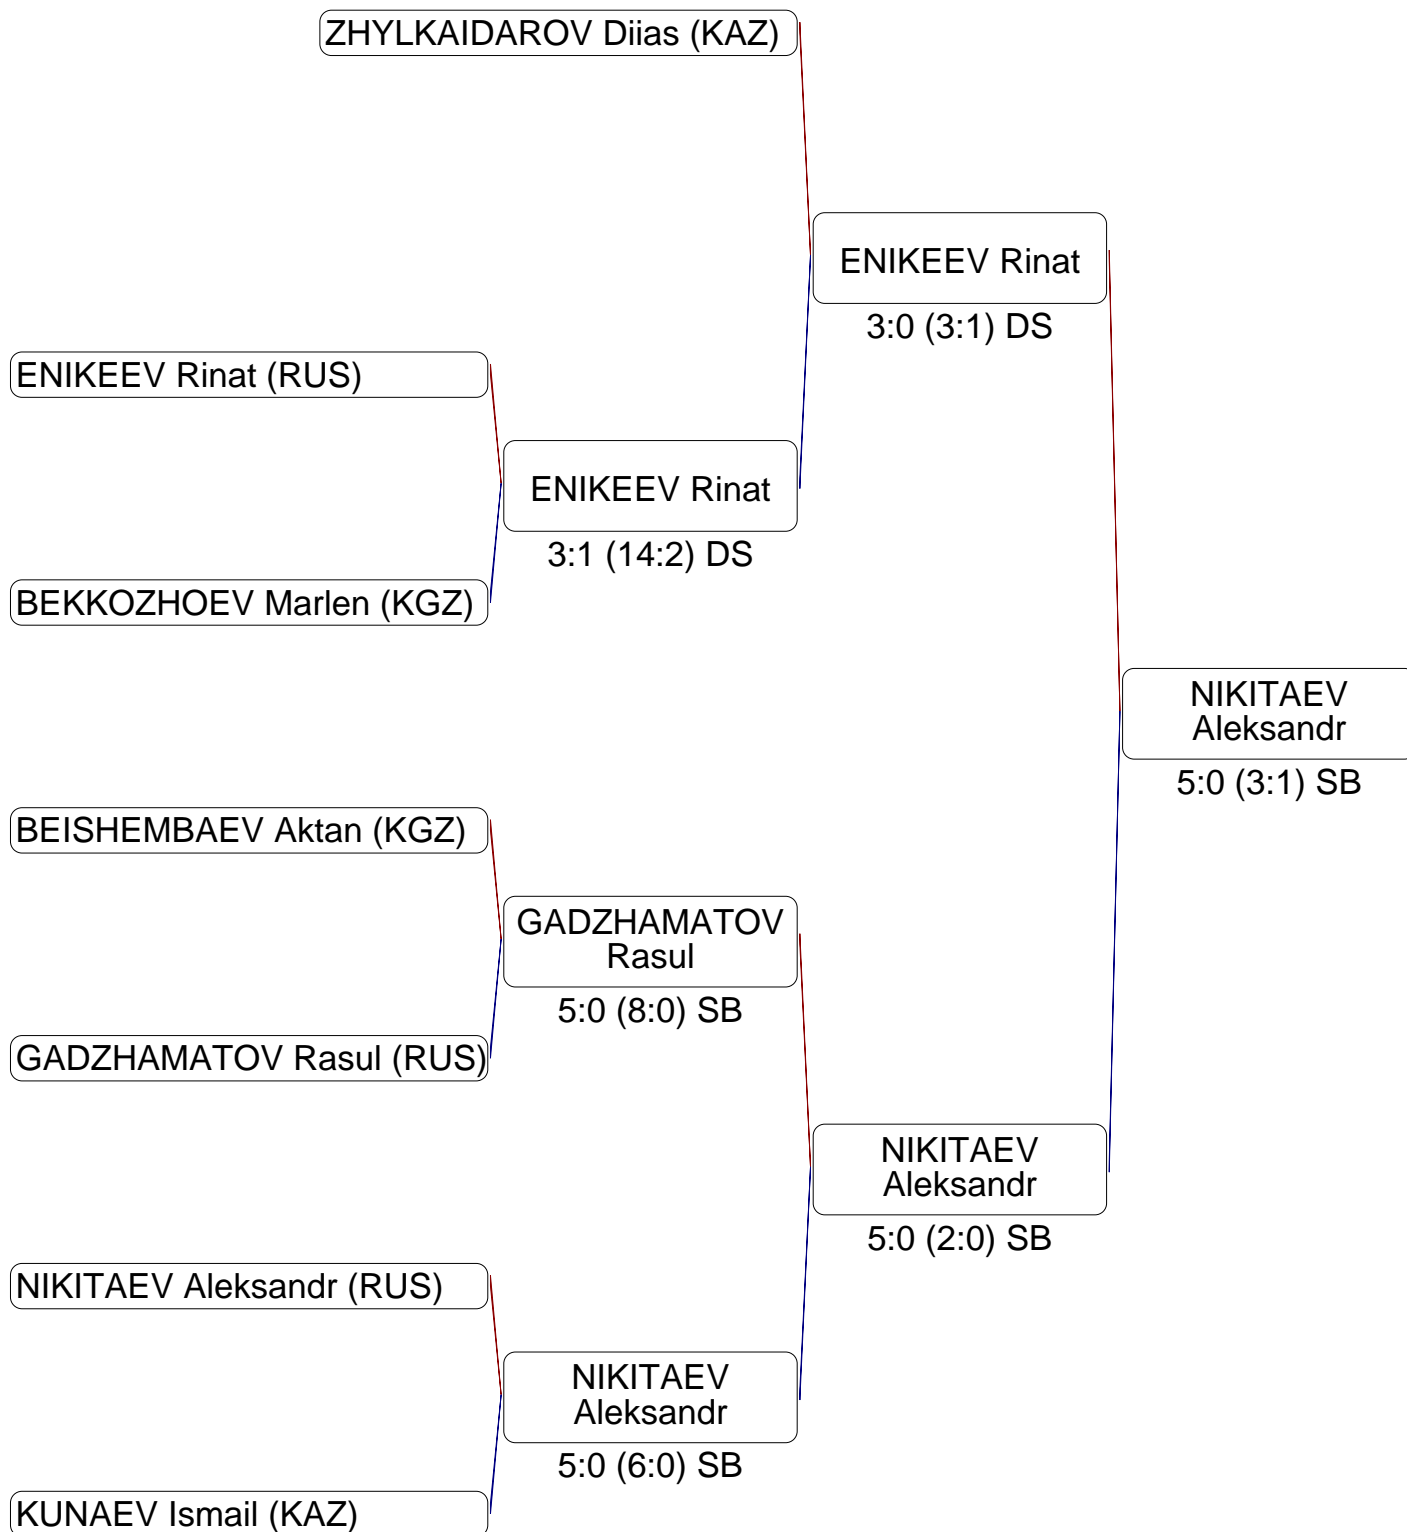 ZHYLKAIDAROV Diias (KAZ)
ENIKEEV Rinat
3:0 (3:1) DS
ENIKEEV Rinat (RUS)
ENIKEEV Rinat
3:1 (14:2) DS
BEKKOZHOEV Marlen (KGZ)
NIKITAEV
Aleksandr
5:0 (3:1) SB
BEISHEMBAEV Aktan (KGZ)
GADZHAMATOV
Rasul
5:0 (8:0) SB
GADZHAMATOV Rasul (RUS)
NIKITAEV
Aleksandr
5:0 (2:0) SB
NIKITAEV Aleksandr (RUS)
NIKITAEV
Aleksandr
5:0 (6:0) SB
KUNAEV Ismail (KAZ)